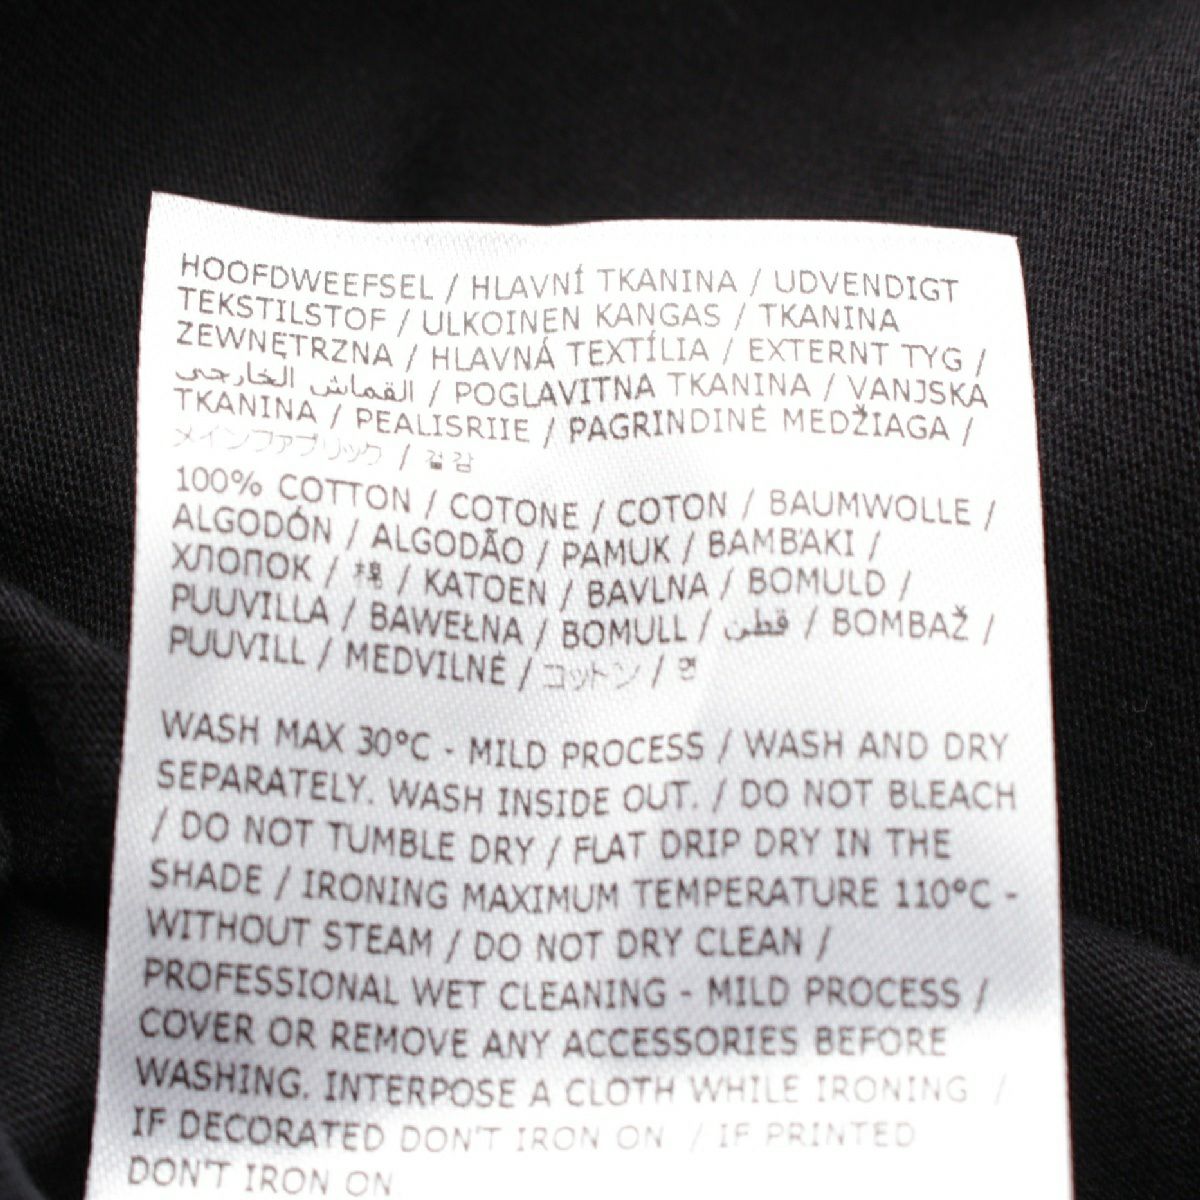 HOOFDWEEFSEL / HLAVNÍ TKANINA / UDVENDIGT
TEKSTILSTOF / ULKOINEN KANGAS / TKANINA
ZEWNĘTRZNA / HLAVNÁ TEXTÍLIA / EXTERNT TYG /
القماش الخارجي / POGLAVITNA TKANINA / VANJSKA
TKANINA / PEALISRIIE / PAGRINDINĖ MEDŽIAGA /
メインファブリック / 겉감
100% COTTON / COTONE / COTON / BAUMWOLLE /
ALGODÓN / ALGODÃO / PAMUK / BAMBAKI /
ХЛОПОК / 棉 / KATOEN / BAVLNA / BOMULD /
PUUVILLA / BAWEŁNA / BOMULL / قطن / BOMBAŽ /
PUUVILL / MEDVILNĖ / コットン / 면
WASH MAX 30°C - MILD PROCESS / WASH AND DRY
SEPARATELY. WASH INSIDE OUT. / DO NOT BLEACH
/ DO NOT TUMBLE DRY / FLAT DRIP DRY IN THE
SHADE / IRONING MAXIMUM TEMPERATURE 110°C -
WITHOUT STEAM / DO NOT DRY CLEAN /
PROFESSIONAL WET CLEANING - MILD PROCESS /
COVER OR REMOVE ANY ACCESSORIES BEFORE
WASHING. INTERPOSE A CLOTH WHILE IRONING /
IF DECORATED DON'T IRON ON / IF PRINTED
DON'T IRON ON